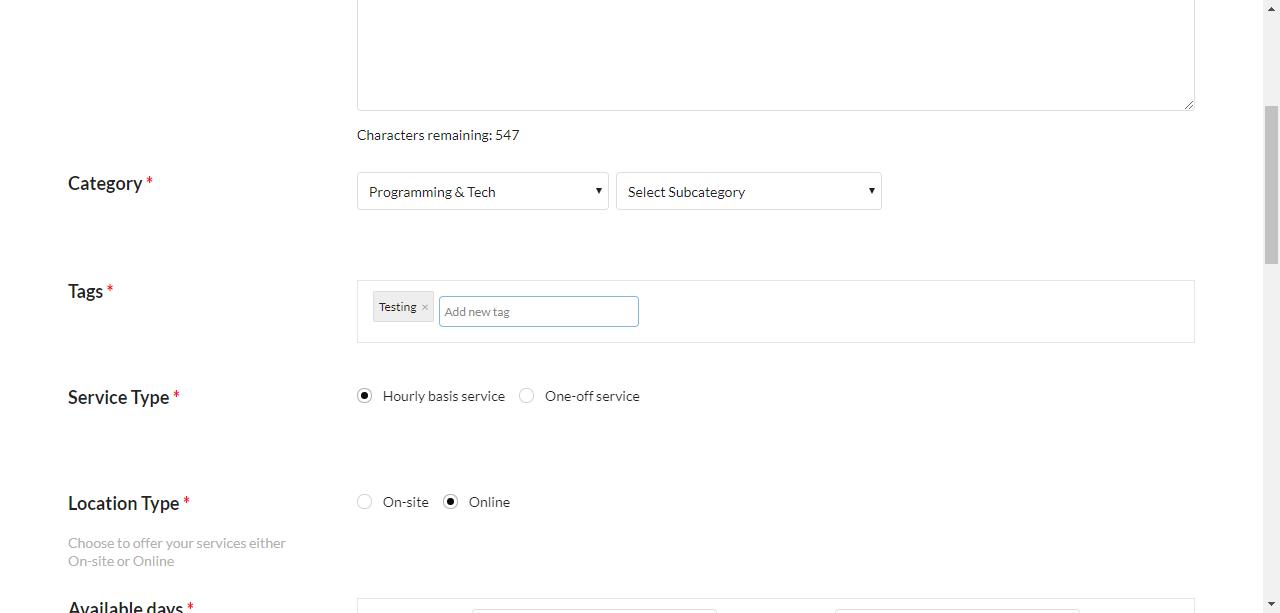 Characters remaining: 547
Category *
Programming & Tech
Select Subcategory
Tags *
Testing ×
Add new tag
Service Type *
Hourly basis service
One-off service
Location Type *
On-site
Online
Choose to offer your services either
On-site or Online
Available days *